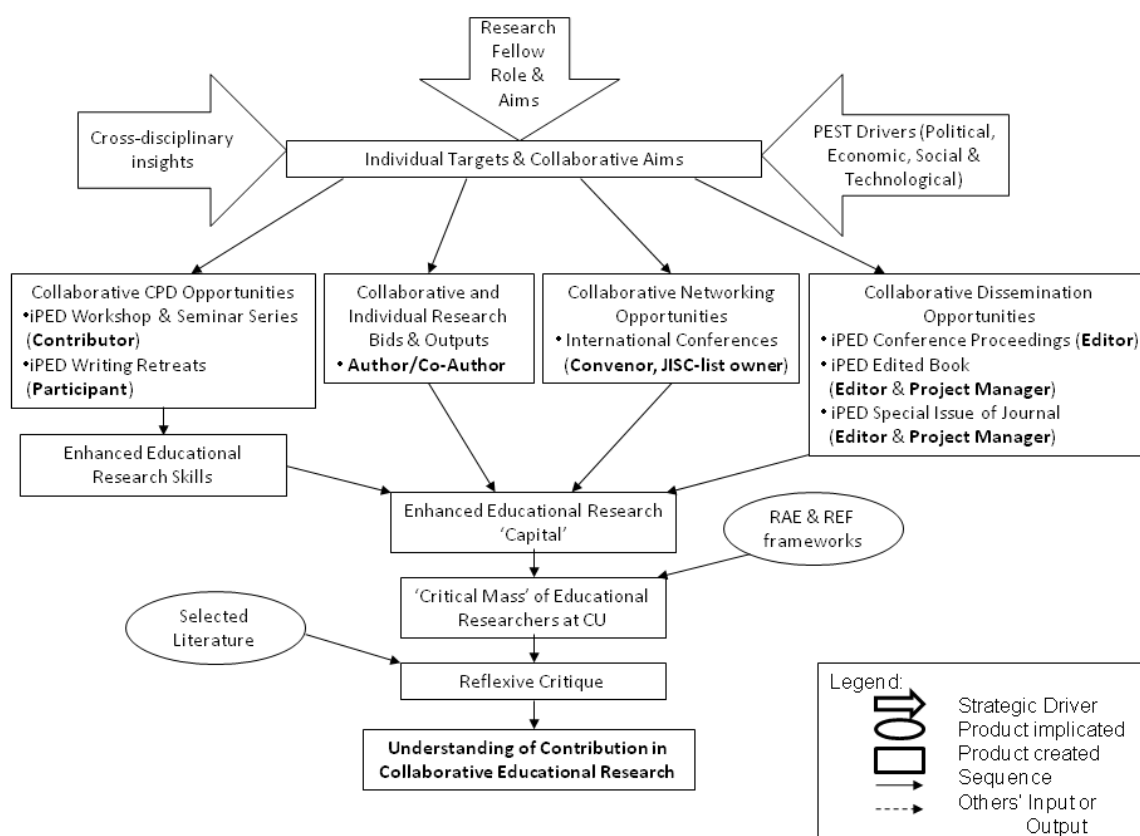 Research
Fellow
Role &
Aims
Cross-disciplinary
insights
PEST Drivers (Political,
Economic, Social &
Technological)
Individual Targets & Collaborative Aims
Collaborative CPD Opportunities
•iPED Workshop & Seminar Series
(Contributor)
•iPED Writing Retreats
(Participant)
Collaborative and
Individual Research
Bids & Outputs
• Author/Co-Author
Collaborative Networking
Opportunities
• International Conferences
(Convenor, JISC-list owner)
Collaborative Dissemination
Opportunities
• iPED Conference Proceedings (Editor)
• iPED Edited Book
(Editor & Project Manager)
• iPED Special Issue of Journal
(Editor & Project Manager)
Enhanced Educational
Research Skills
Enhanced Educational Research
‘Capital’
RAE & REF
frameworks
‘Critical Mass’ of Educational
Researchers at CU
Selected
Literature
Reflexive Critique
Understanding of Contribution in
Collaborative Educational Research
Legend:
Strategic Driver
Product implicated
Product created
Sequence
Others' Input or
Output